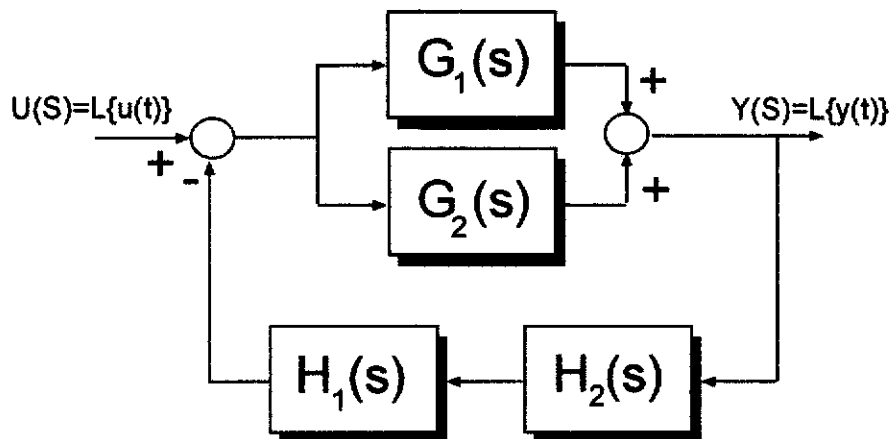 G₁(s)
U(S)=L{u(t)}
+
-
+
Y(S)=L{y(t)}
G₂(s)
+
H₁(s)
H₂(s)